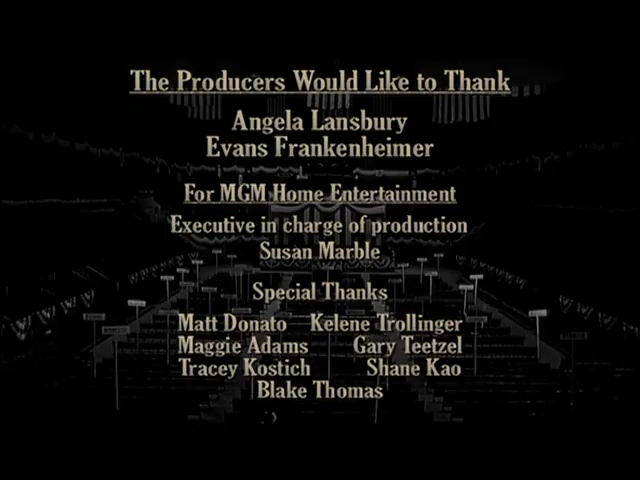 The Producers Would Like to Thank
Angela Lansbury
Evans Frankenheimer
For MGM Home Entertainment
Executive in charge of production
Susan Marble
Special Thanks
Matt Donato Kelene Trollinger
Maggie Adams Gary Teetzel
Tracey Kostich Shane Kao
Blake Thomas